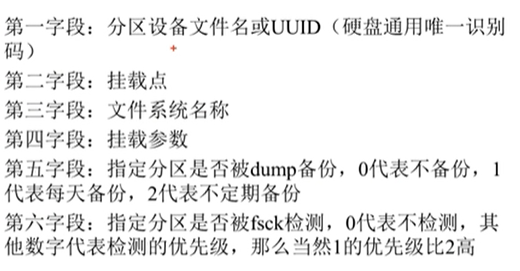 第一字段：分区设备文件名或UUID（硬盘通用唯一识别
码）
第二字段：挂载点
第三字段：文件系统名称
第四字段：挂载参数
第五字段：指定分区是否被dump备份，0代表不备份，1
代表每天备份，2代表不定期备份
第六字段：指定分区是否被fsck检测，0代表不检测，其
他数字代表检测的优先级，那么当然1的优先级比2高